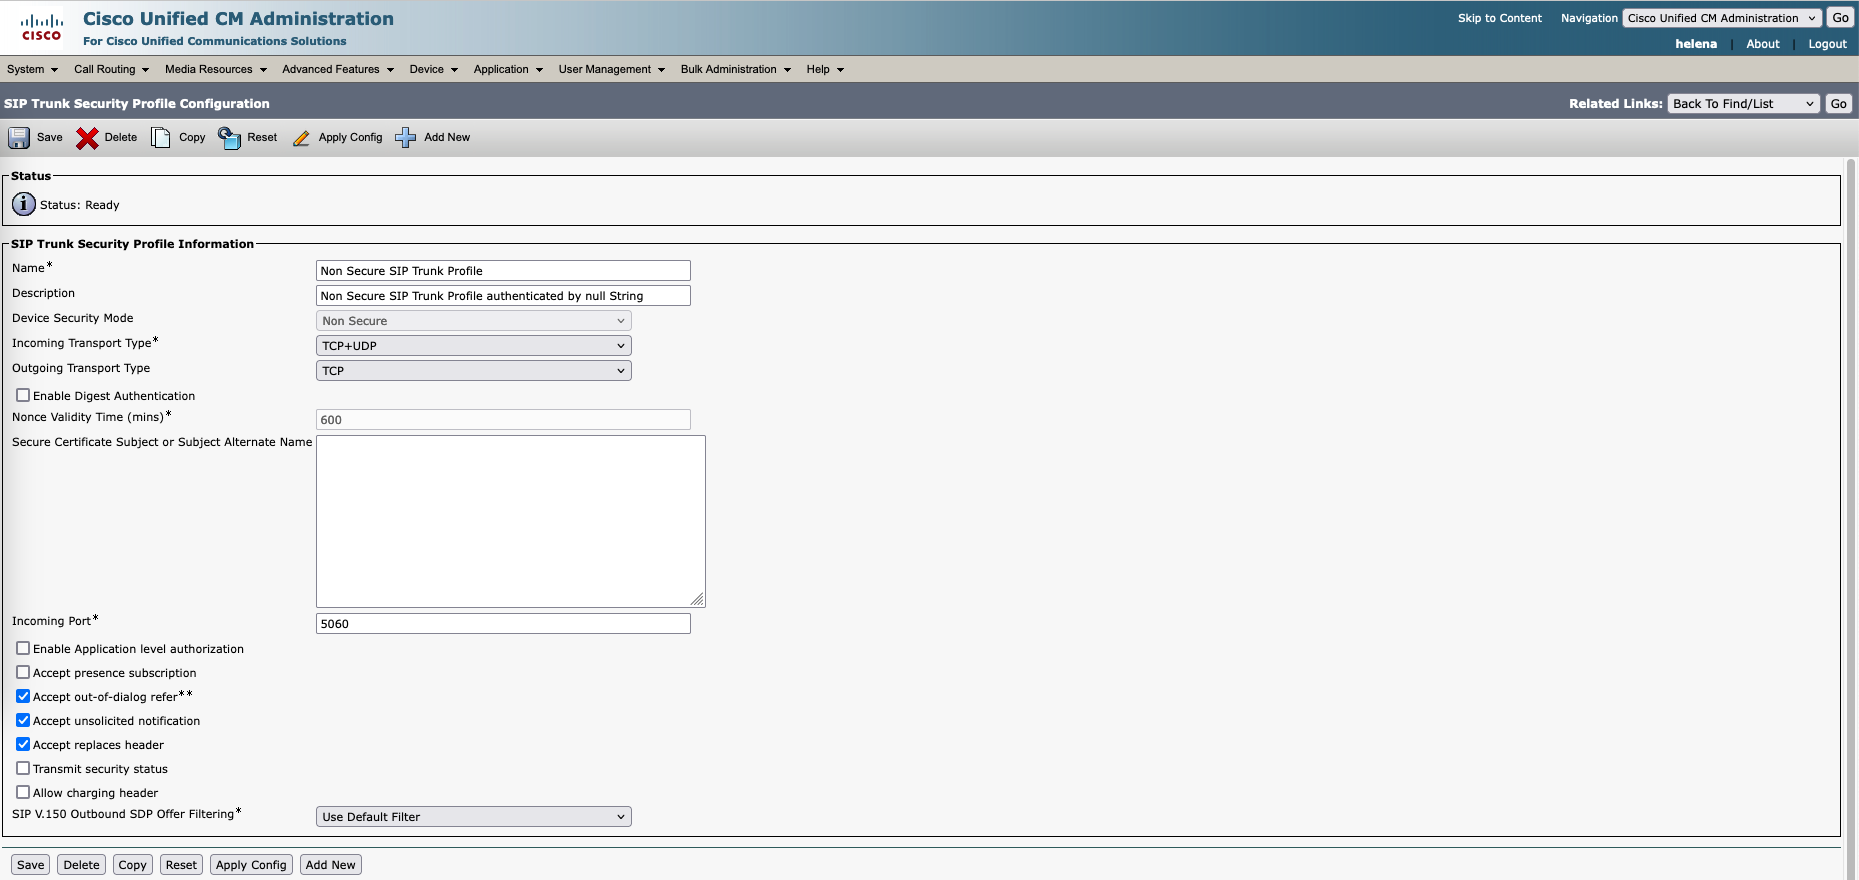 Cisco Unified CM Administration
For Cisco Unified Communications Solutions
CISCO
Skip to Content Navigation Cisco Unified CM Administration Go
helena | About | Logout
System Call Routing Media Resources Advanced Features Device Application User Management Bulk Administration Help
SIP Trunk Security Profile Configuration
Related Links: Back To Find/List Go
Save Delete Copy Reset Apply Config Add New
Status
i Status: Ready
SIP Trunk Security Profile Information
Name* Non Secure SIP Trunk Profile
Description Non Secure SIP Trunk Profile authenticated by null String
Device Security Mode Non Secure
Incoming Transport Type* TCP+UDP
Outgoing Transport Type TCP
Enable Digest Authentication
Nonce Validity Time (mins)* 600
Secure Certificate Subject or Subject Alternate Name
Incoming Port* 5060
Enable Application level authorization
Accept presence subscription
Accept out-of-dialog refer**
Accept unsolicited notification
Accept replaces header
Transmit security status
Allow charging header
SIP V.150 Outbound SDP Offer Filtering* Use Default Filter
Save Delete Copy Reset Apply Config Add New